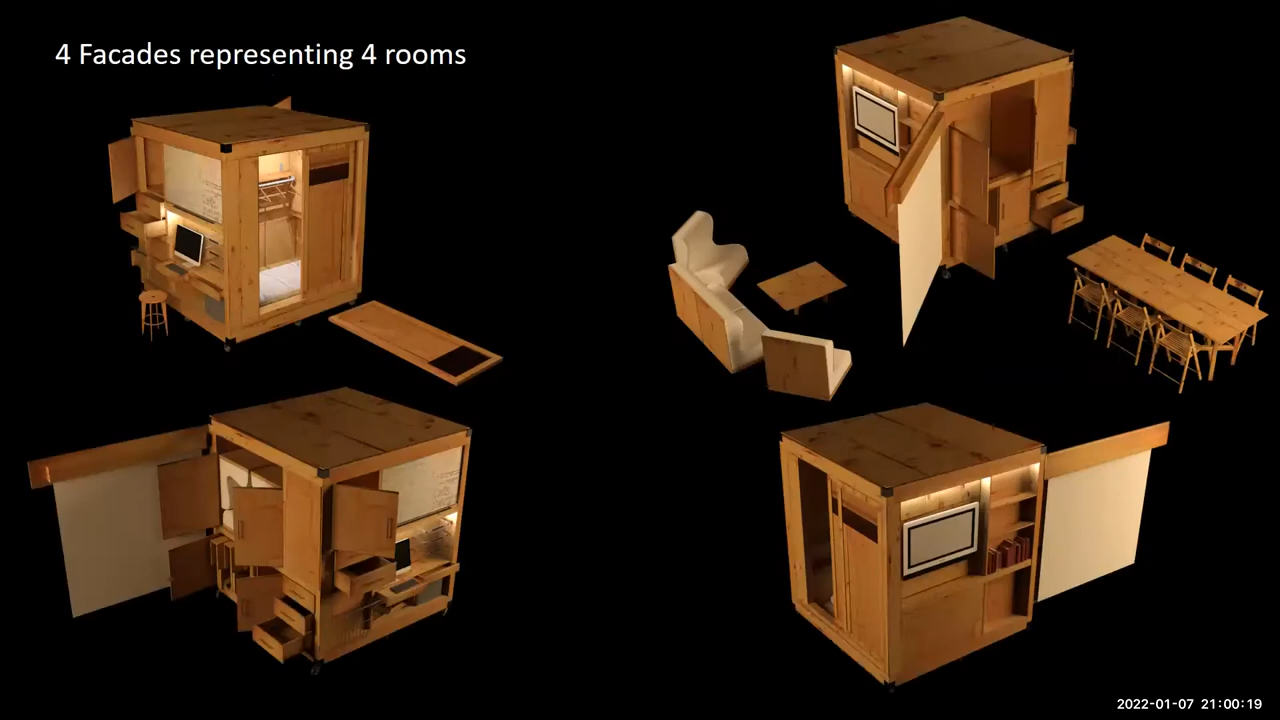 4 Facades representing 4 rooms
2022-01-07 21:00:19